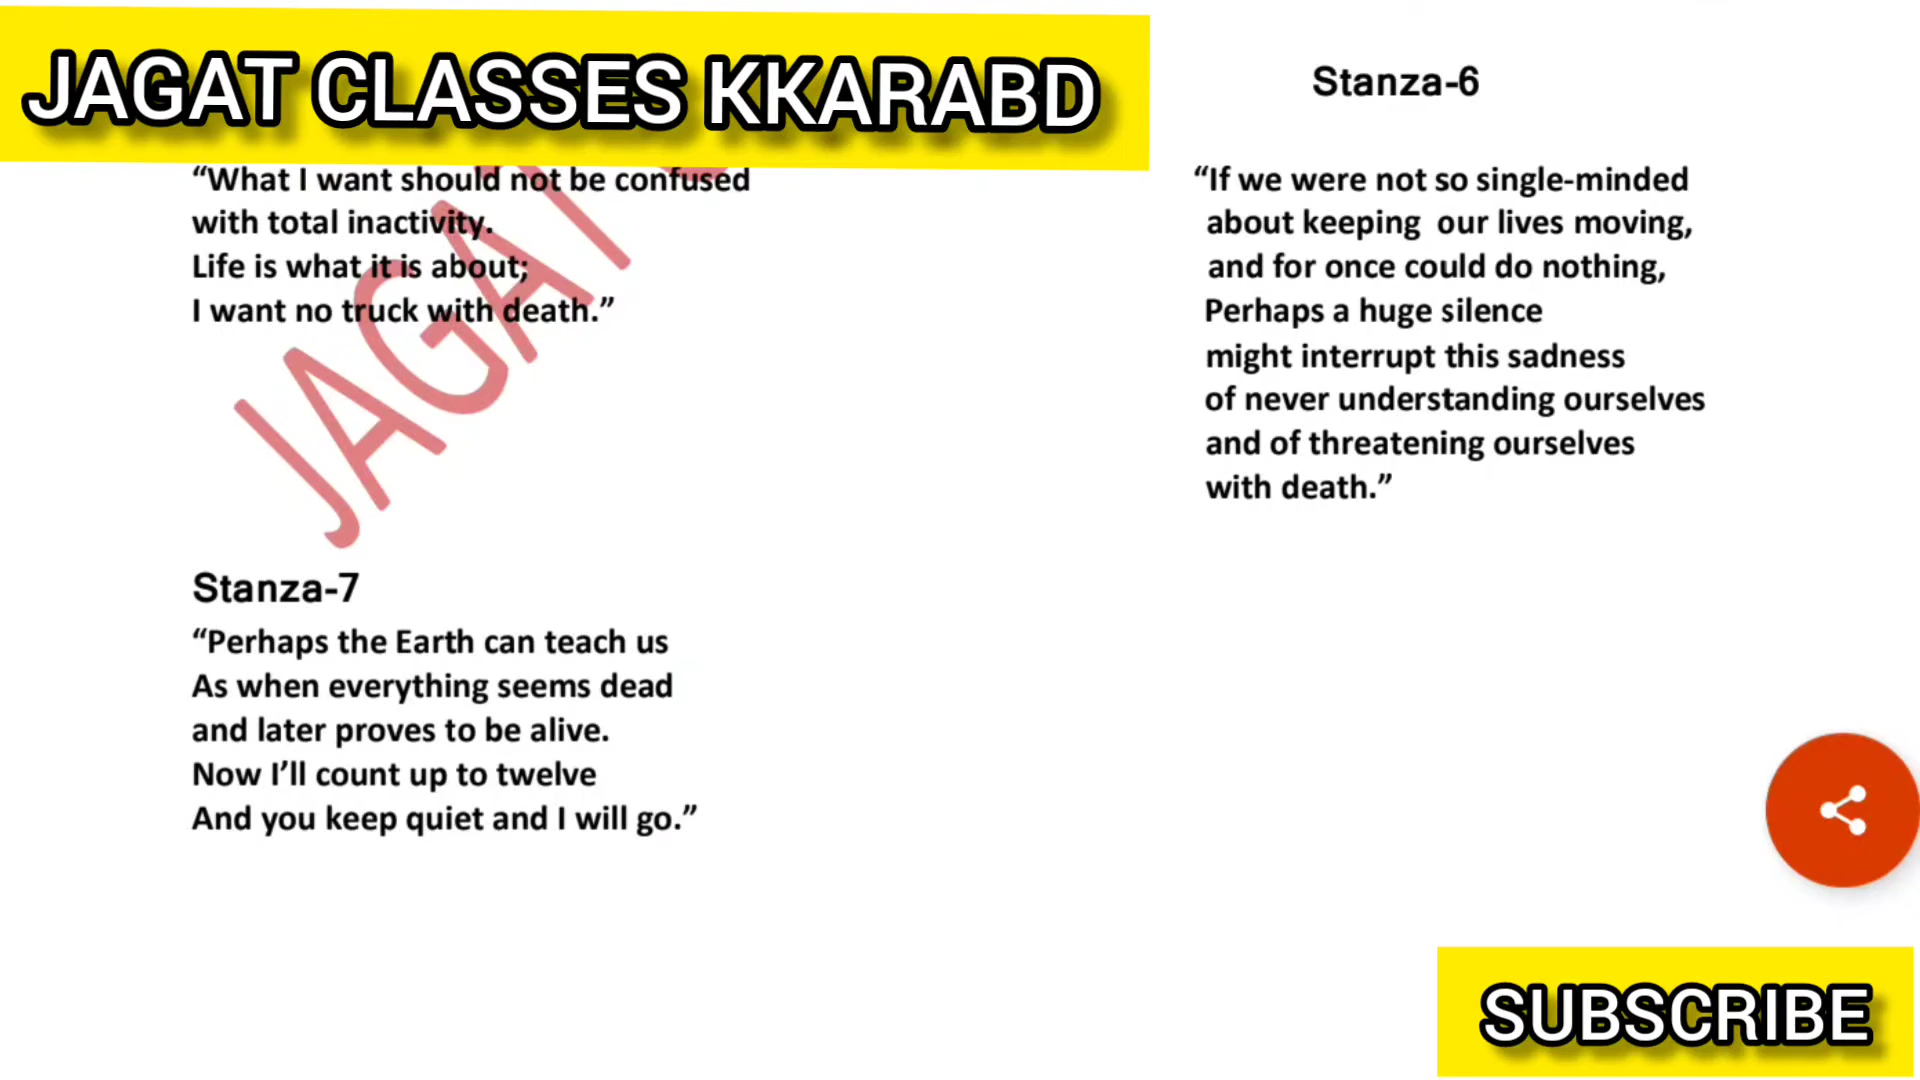 JAGAT CLASSES KKARABD
“What I want should not be confused
with total inactivity.
Life is what it is about;
I want no truck with death.”
JAGAT
Stanza-7
“Perhaps the Earth can teach us
As when everything seems dead
and later proves to be alive.
Now I’ll count up to twelve
And you keep quiet and I will go.”
Stanza-6
“If we were not so single-minded
about keeping our lives moving,
and for once could do nothing,
Perhaps a huge silence
might interrupt this sadness
of never understanding ourselves
and of threatening ourselves
with death.”
SUBSCRIBE